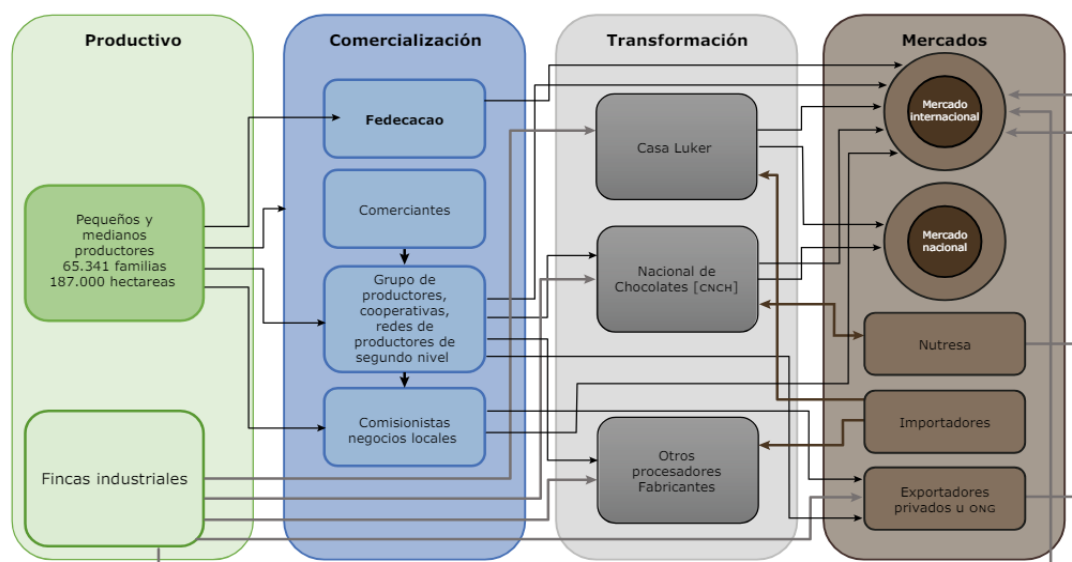 Productivo
Comercialización
Transformación
Mercados
Fedecacao
Mercado
internacional
Casa Luker
Comerciantes
Pequeños y
medianos
productores
65.341 familias
187.000 hectareas
Mercado
nacional
Grupo de
productores,
cooperativas,
redes de
productores de
segundo nivel
Nacional de
Chocolates [CNCH]
Nutresa
Comisionistas
negocios locales
Importadores
Fincas industriales
Otros
procesadores
Fabricantes
Exportadores
privados u ONG